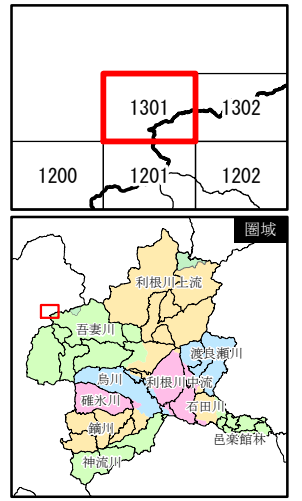 1301
1302
1200
1201
1202
圏域
利根川上流
吾妻川
渡良瀬川
烏川
利根川中流
碓氷川
石田川
鏑川
邑楽館林
神流川